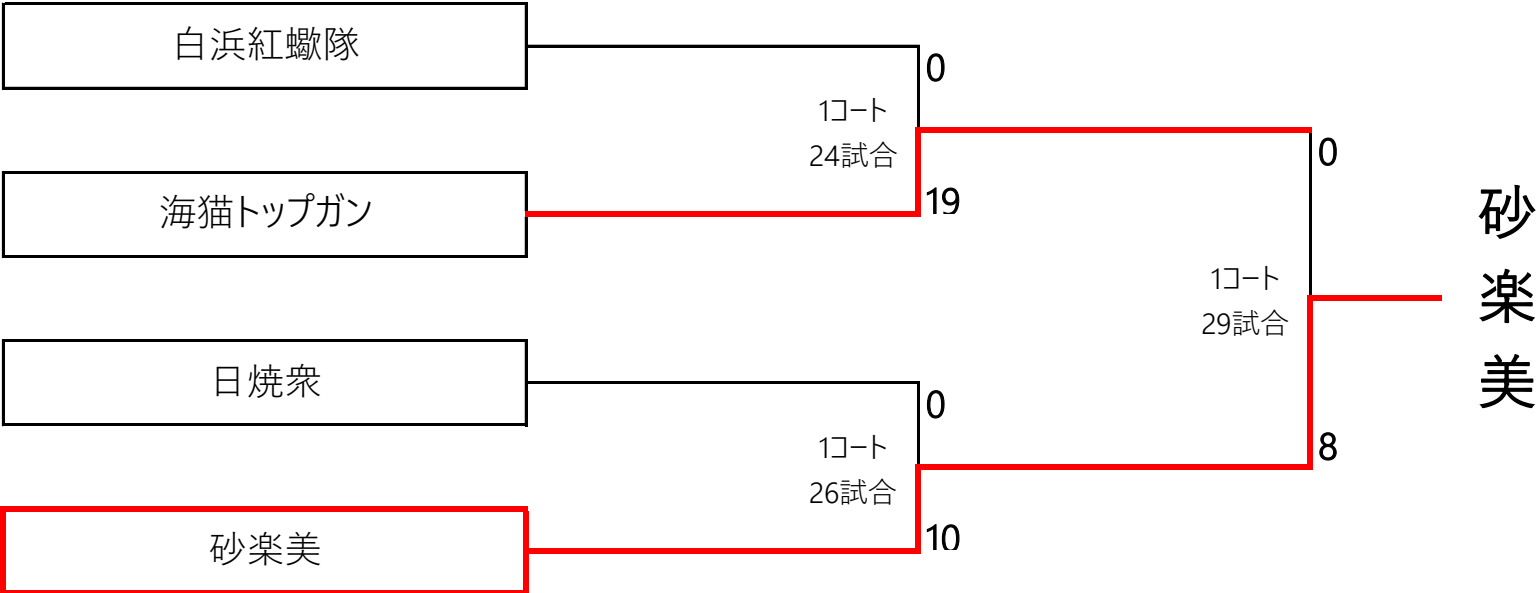 白浜紅蠍隊
0
1コート
24試合
海猫トップガン
19
0
1コート
29試合
砂楽美
日焼衆
0
1コート
26試合
8
砂楽美
10